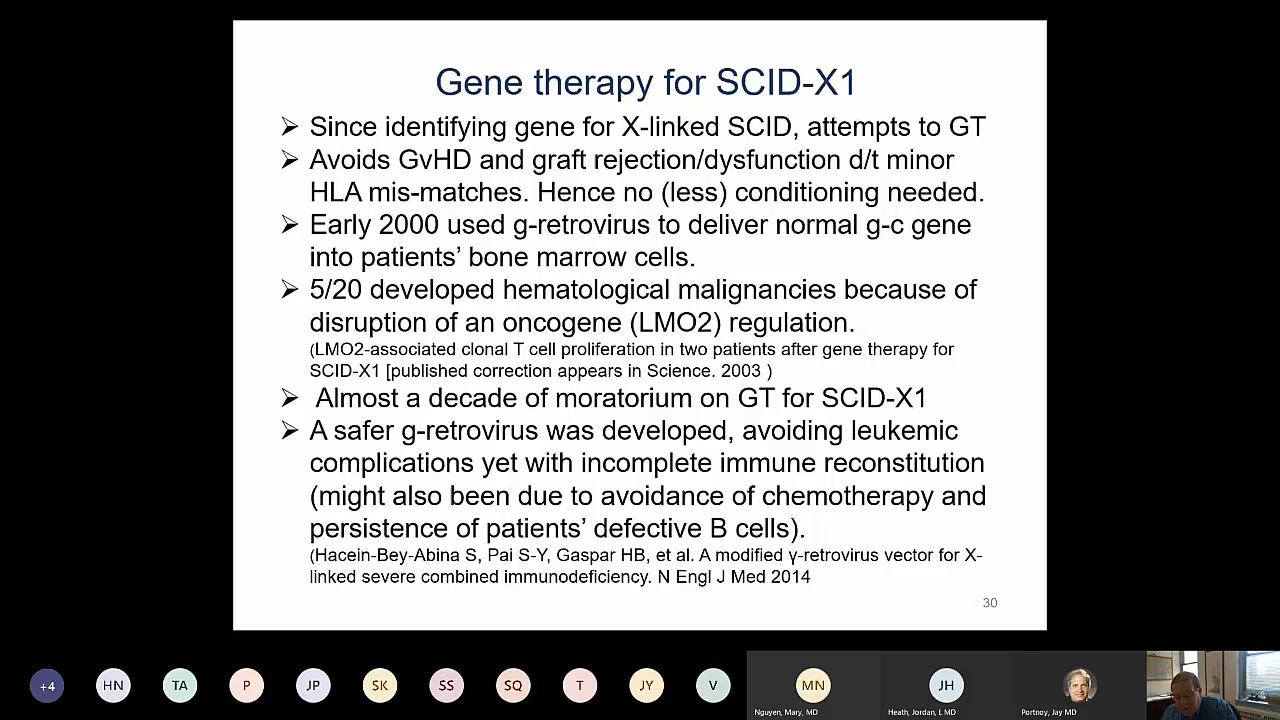 Gene therapy for SCID-X1
➢ Since identifying gene for X-linked SCID, attempts to GT
➢ Avoids GvHD and graft rejection/dysfunction d/t minor
HLA mis-matches. Hence no (less) conditioning needed.
➢ Early 2000 used g-retrovirus to deliver normal g-c gene
into patients’ bone marrow cells.
➢ 5/20 developed hematological malignancies because of
disruption of an oncogene (LMO2) regulation.
(LMO2-associated clonal T cell proliferation in two patients after gene therapy for
SCID-X1 [published correction appears in Science. 2003 )
➢ Almost a decade of moratorium on GT for SCID-X1
➢ A safer g-retrovirus was developed, avoiding leukemic
complications yet with incomplete immune reconstitution
(might also been due to avoidance of chemotherapy and
persistence of patients’ defective B cells).
(Hacein-Bey-Abina S, Pai S-Y, Gaspar HB, et al. A modified γ-retrovirus vector for X-
linked severe combined immunodeficiency. N Engl J Med 2014
30
+4 HN TA P JP SK SS SQ T JY V MN JH
Nguyen, Mary, MD Heath, Jordan, L MD Portnoy, Jay MD